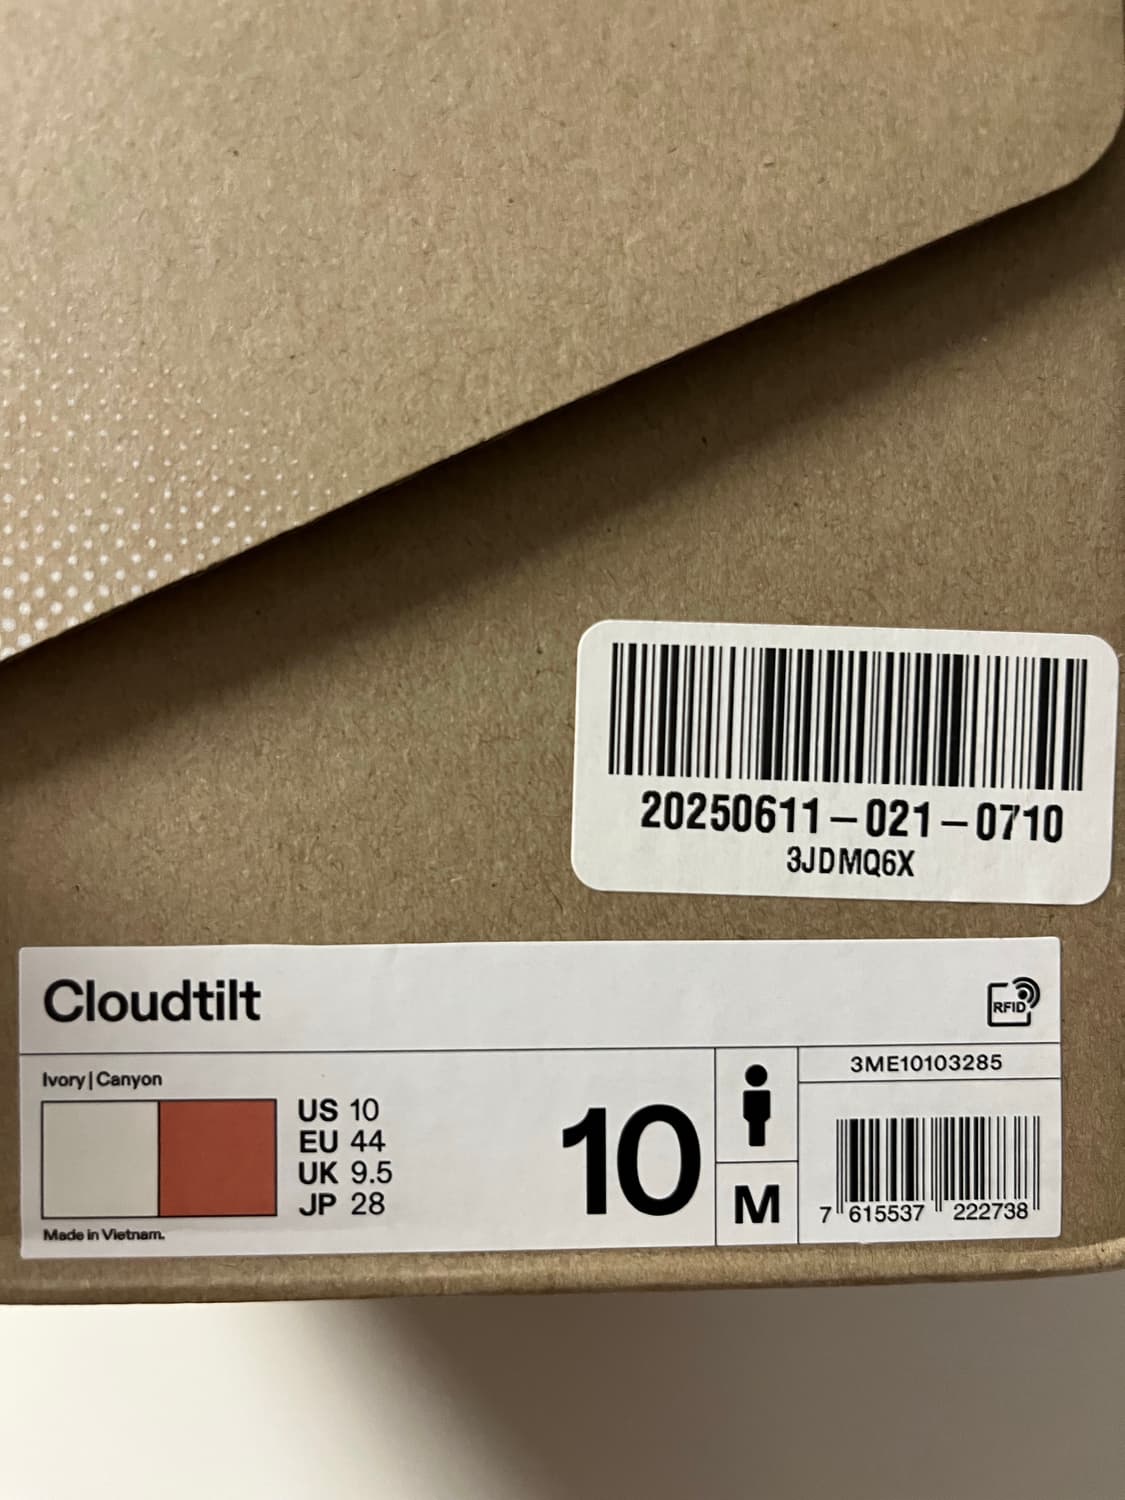 20250611-021-0710
3JDMQ6X
Cloudtilt
RFID
Ivory|Canyon
US 10
EU 44
UK 9.5
JP 28
Made in Vietnam.
10
M
3ME10103285
7 615537 222738